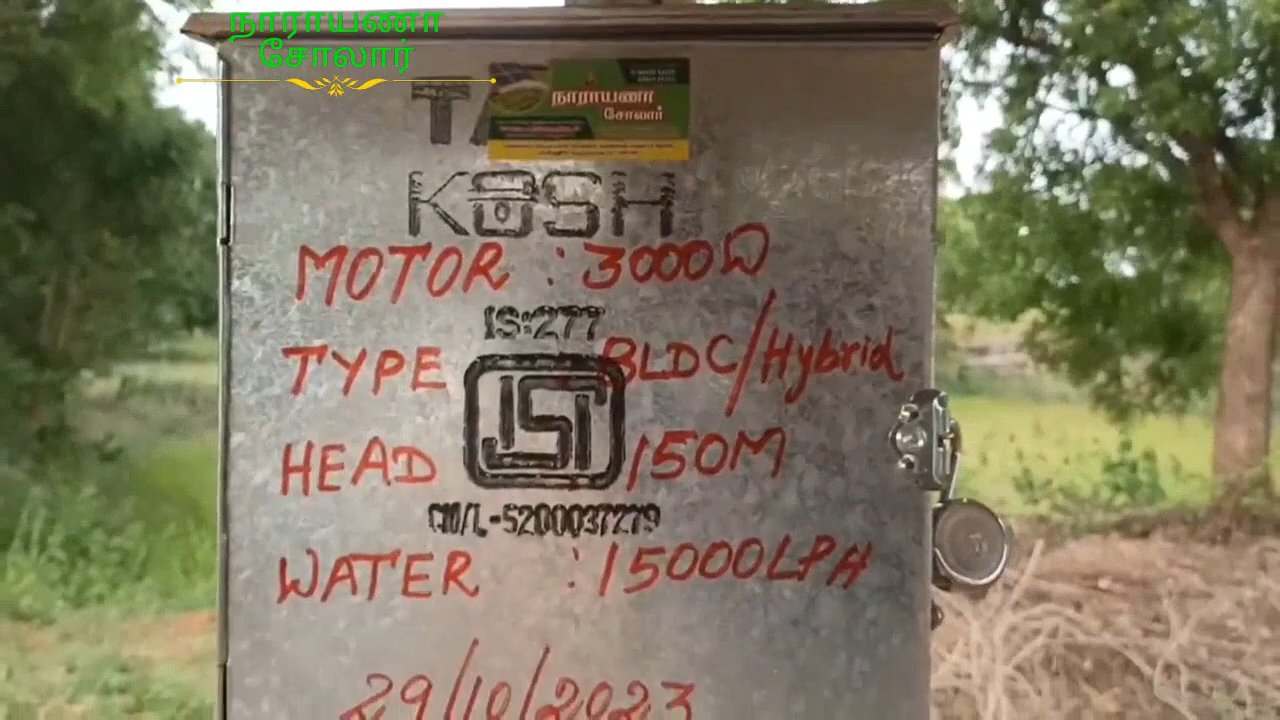 நாராயணா
சோலார்
நாராயணா
சோலார்
KOSH
MOTOR : 3000W
IS:277
TYPE BLDC/Hybrid
ISI
HEAD 150M
CM/L-5200037279
WATER : 15000LPH
29/10/2023